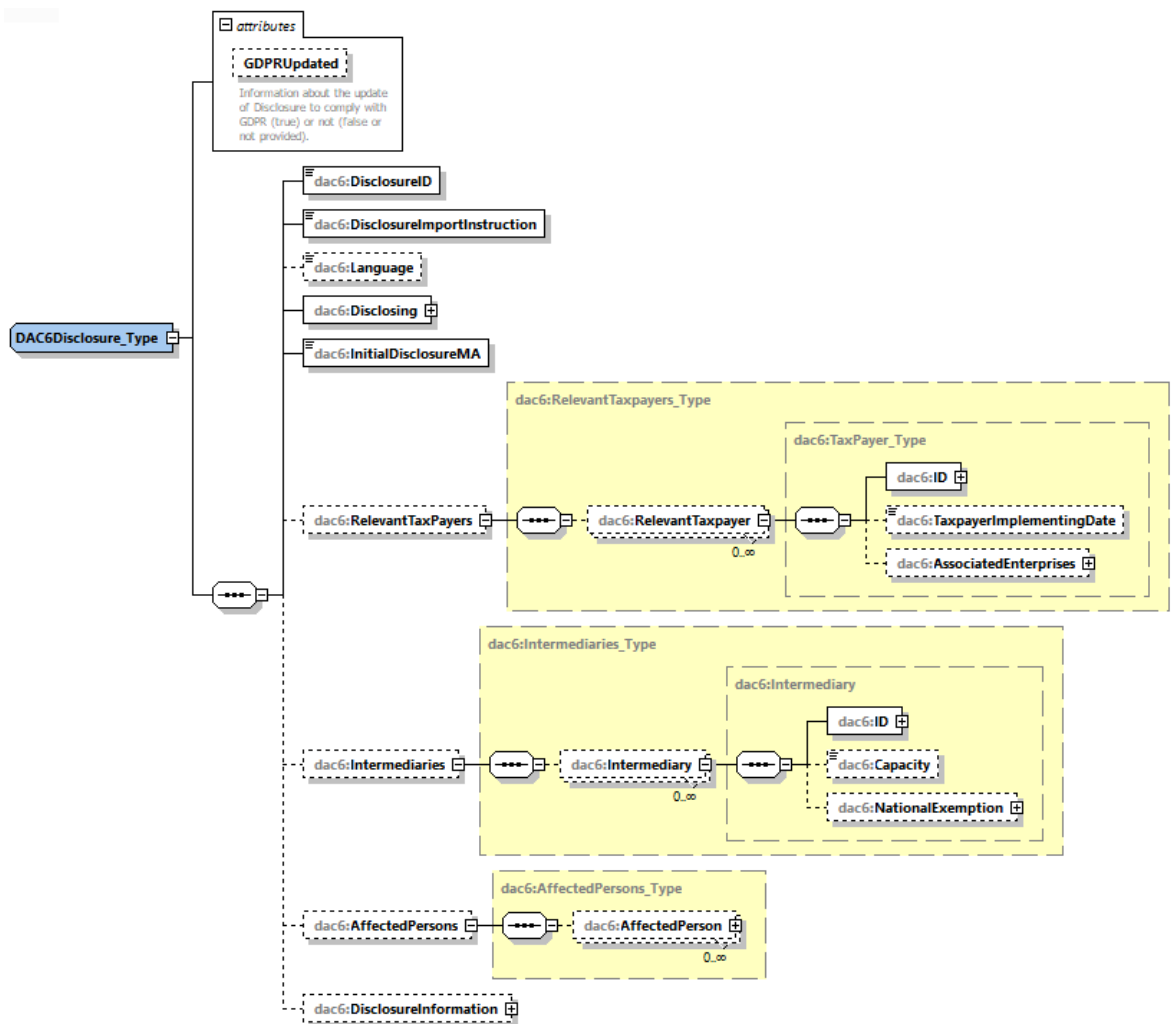 attributes
GDPRUpdated
Information about the update
of Disclosure to comply with
GDPR (true) or not (false or
not provided).
dac6:DisclosureID
dac6:DisclosureImportInstruction
dac6:Language
dac6:Disclosing
DAC6Disclosure_Type
dac6:InitialDisclosureMA
dac6:RelevantTaxpayers_Type
dac6:TaxPayer_Type
dac6:ID
dac6:RelevantTaxPayers
dac6:RelevantTaxpayer
0..∞
dac6:TaxpayerImplementingDate
dac6:AssociatedEnterprises
dac6:Intermediaries_Type
dac6:Intermediary
dac6:ID
dac6:Intermediaries
dac6:Intermediary
0..∞
dac6:Capacity
dac6:NationalExemption
dac6:AffectedPersons_Type
dac6:AffectedPersons
dac6:AffectedPerson
0..∞
dac6:DisclosureInformation